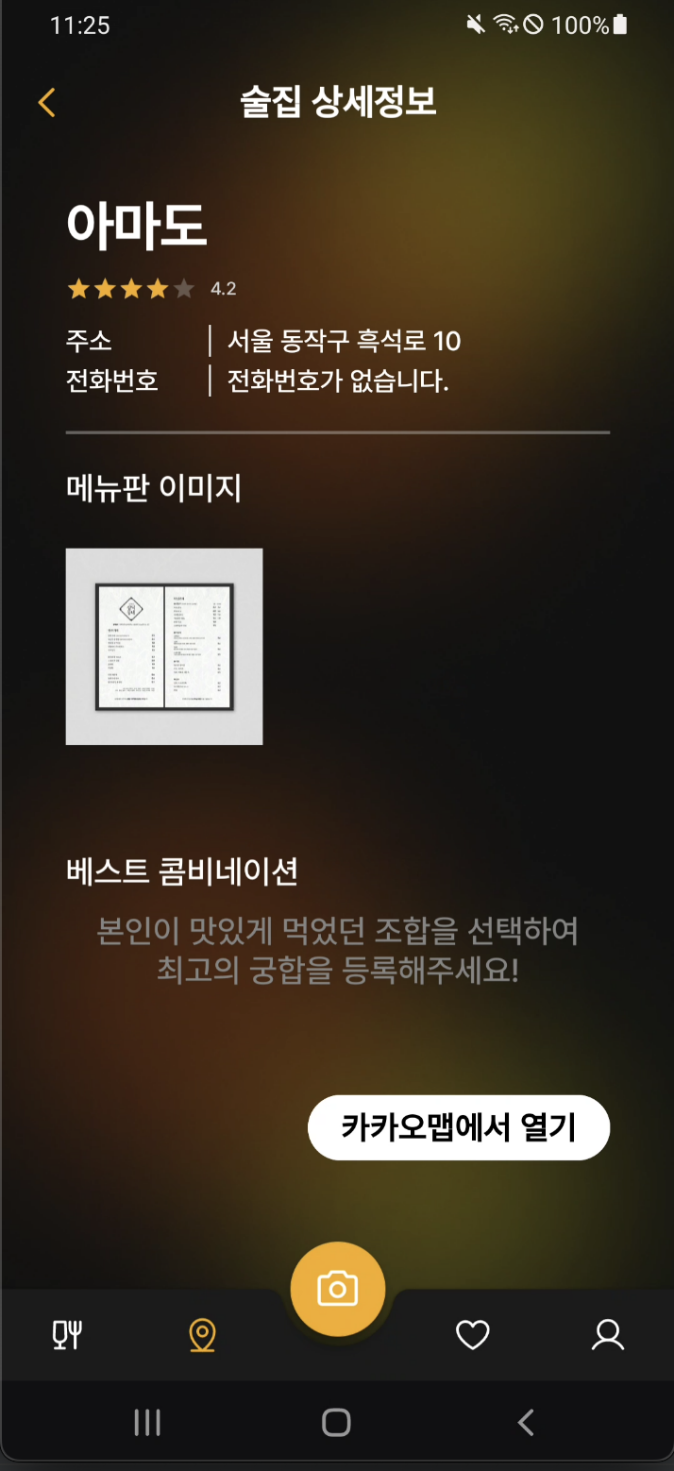 11:25
100%
술집 상세정보
아마도
4.2
주소 | 서울 동작구 흑석로 10
전화번호 | 전화번호가 없습니다.
메뉴판 이미지
베스트 콤비네이션
본인이 맛있게 먹었던 조합을 선택하여
최고의 궁합을 등록해주세요!
카카오맵에서 열기